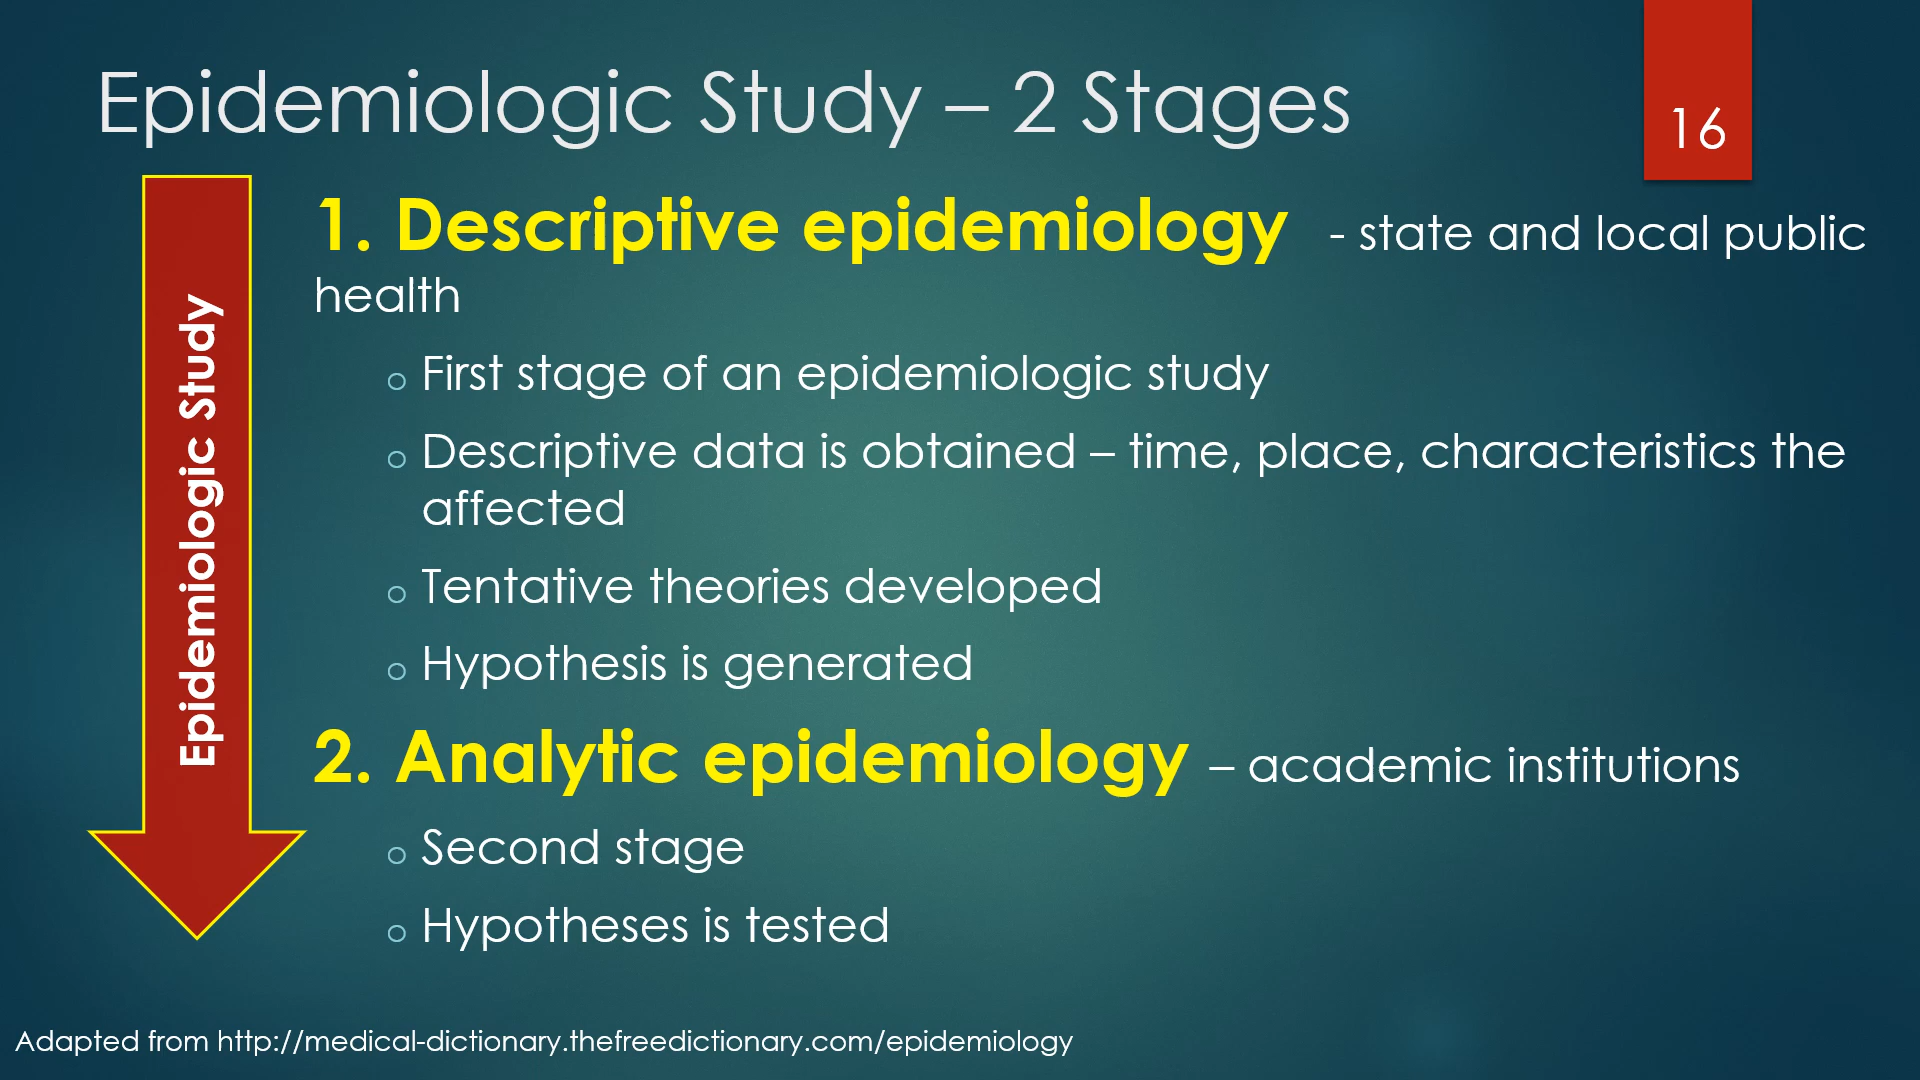 Epidemiologic Study – 2 Stages
16
Epidemiologic Study
1. Descriptive epidemiology - state and local public
health
o First stage of an epidemiologic study
o Descriptive data is obtained – time, place, characteristics the
affected
o Tentative theories developed
o Hypothesis is generated
2. Analytic epidemiology – academic institutions
o Second stage
o Hypotheses is tested
Adapted from http://medical-dictionary.thefreedictionary.com/epidemiology